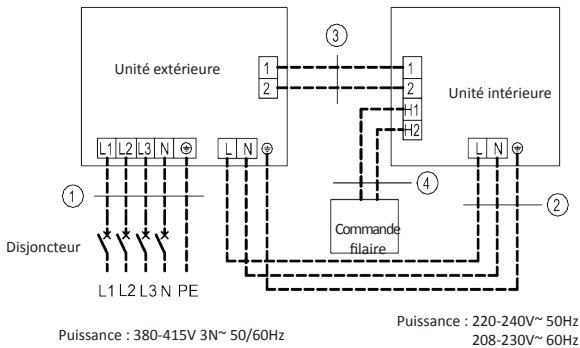 ③
Unité extérieure
1
2
1
2
H1
H2
Unité intérieure
L1 L2 L3 N
L N
L N
①
④
②
Commande
filaire
Disjoncteur
L1 L2 L3 N PE
Puissance : 380-415V 3N~ 50/60Hz
Puissance : 220-240V~ 50Hz
208-230V~ 60Hz